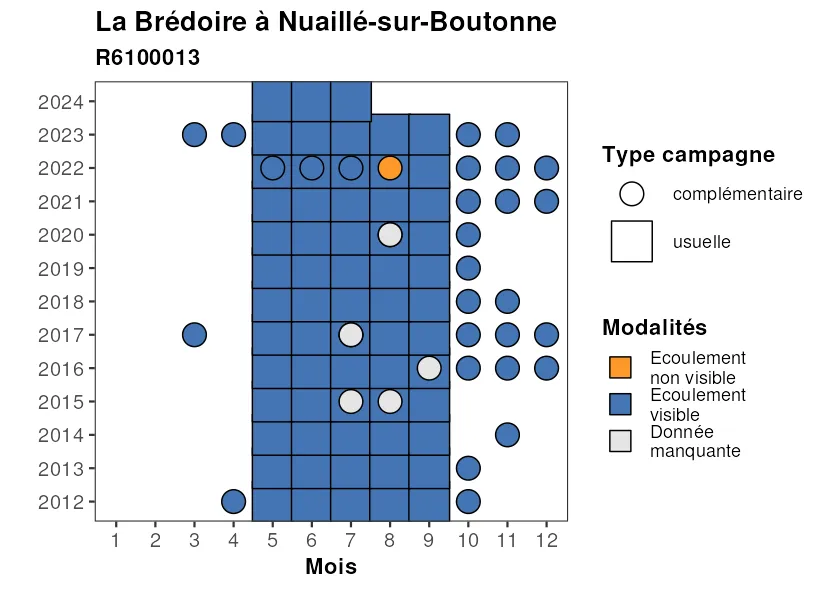 La Brédoire à Nuaillé-sur-Boutonne
R6100013
2024
2023
2022
2021
2020
2019
2018
2017
2016
2015
2014
2013
2012
1 2 3 4 5 6 7 8 9 10 11 12
Mois
Type campagne
complémentaire
usuelle
Modalités
Ecoulement
non visible
Ecoulement
visible
Donnée
manquante